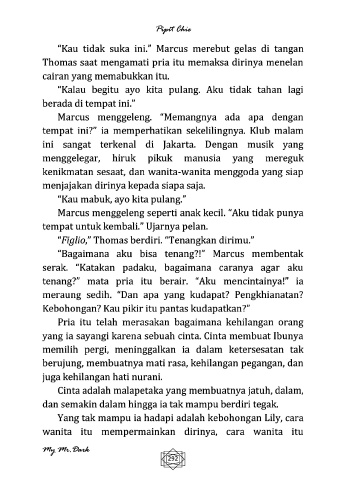 Pipit Chie
“Kau tidak suka ini.” Marcus merebut gelas di tangan
Thomas saat mengamati pria itu memaksa dirinya menelan
cairan yang memabukkan itu.
“Kalau begitu ayo kita pulang. Aku tidak tahan lagi
berada di tempat ini.”
Marcus menggeleng. “Memangnya ada apa dengan
tempat ini?” ia memperhatikan sekelilingnya. Klub malam
ini sangat terkenal di Jakarta. Dengan musik yang
menggelegar, hiruk pikuk manusia yang mereguk
kenikmatan sesaat, dan wanita-wanita menggoda yang siap
menjajakan dirinya kepada siapa saja.
“Kau mabuk, ayo kita pulang.”
Marcus menggeleng seperti anak kecil. “Aku tidak punya
tempat untuk kembali.” Ujarnya pelan.
“Figlio,” Thomas berdiri. “Tenangkan dirimu.”
“Bagaimana aku bisa tenang?!” Marcus membentak
serak. “Katakan padaku, bagaimana caranya agar aku
tenang?” mata pria itu berair. “Aku mencintainya!” ia
meraung sedih. “Dan apa yang kudapat? Pengkhianatan?
Kebohongan? Kau pikir itu pantas kudapatkan?”
Pria itu telah merasakan bagaimana kehilangan orang
yang ia sayangi karena sebuah cinta. Cinta membuat Ibunya
memilih pergi, meninggalkan ia dalam ketersesatan tak
berujung, membuatnya mati rasa, kehilangan pegangan, dan
juga kehilangan hati nurani.
Cinta adalah malapetaka yang membuatnya jatuh, dalam,
dan semakin dalam hingga ia tak mampu berdiri tegak.
Yang tak mampu ia hadapi adalah kebohongan Lily, cara
wanita itu mempermainkan dirinya, cara wanita itu
My Mr. Dark
292